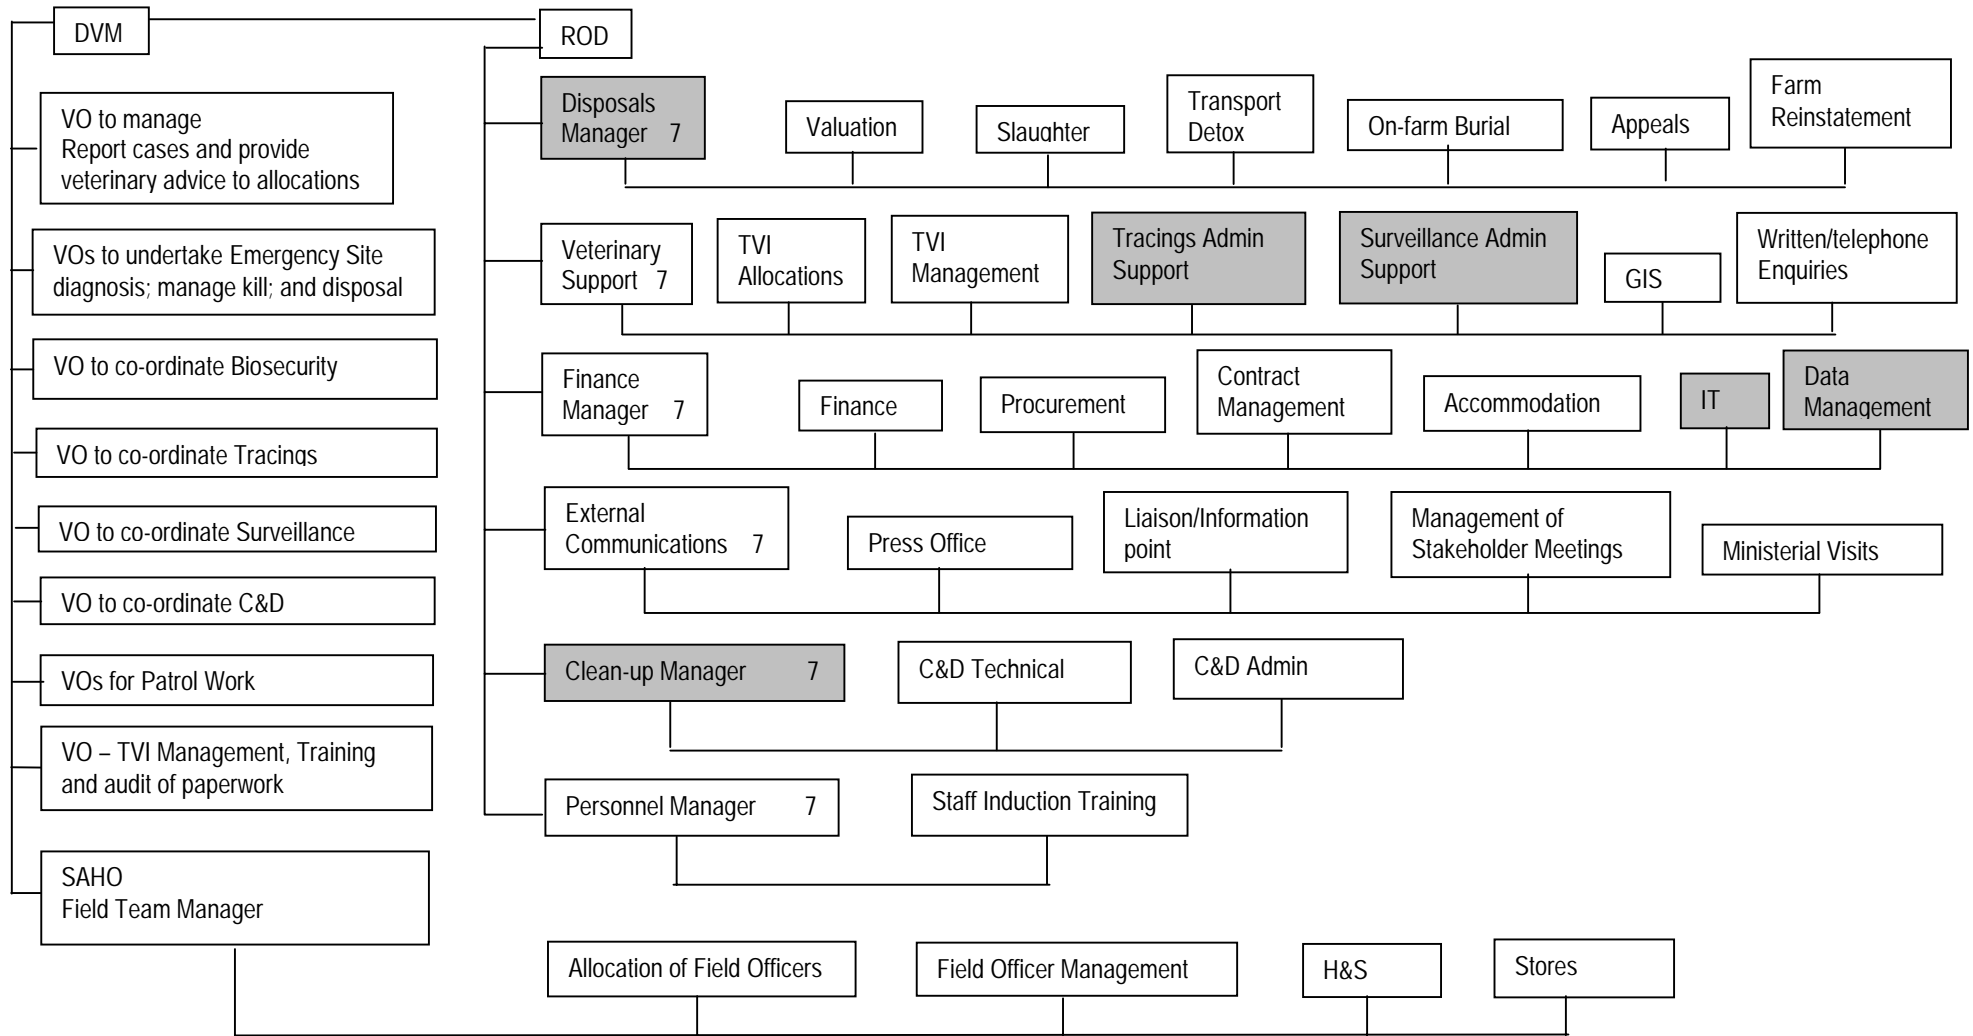 DVM
ROD
VO to manage
Report cases and provide
veterinary advice to allocations
VOs to undertake Emergency Site
diagnosis; manage kill; and disposal
VO to co-ordinate Biosecurity
VO to co-ordinate Tracings
VO to co-ordinate Surveillance
VO to co-ordinate C&D
VOs for Patrol Work
VO – TVI Management, Training
and audit of paperwork
SAHO
Field Team Manager
Disposals
Manager 7
Valuation
Slaughter
Transport
Detox
On-farm Burial
Appeals
Farm
Reinstatement
Veterinary
Support 7
TVI
Allocations
TVI
Management
Tracings Admin
Support
Surveillance Admin
Support
GIS
Written/telephone
Enquiries
Finance
Manager 7
Finance
Procurement
Contract
Management
Accommodation
IT
Data
Management
External
Communications 7
Press Office
Liaison/Information
point
Management of
Stakeholder Meetings
Ministerial Visits
Clean-up Manager 7
C&D Technical
C&D Admin
Personnel Manager 7
Staff Induction Training
Allocation of Field Officers
Field Officer Management
H&S
Stores